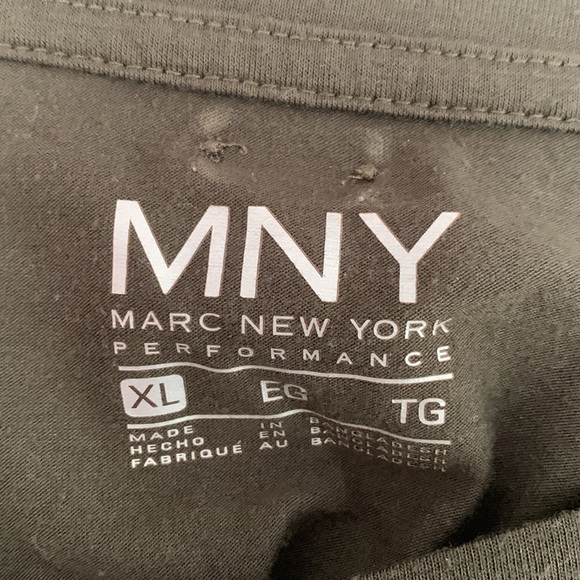 MNY
MARC NEW YORK
PERFORMANCE
XL EG TG
MADE IN BANGLADESH
HECHO EN BANGLADESH
FABRIQUÉ AU BANGLADESH